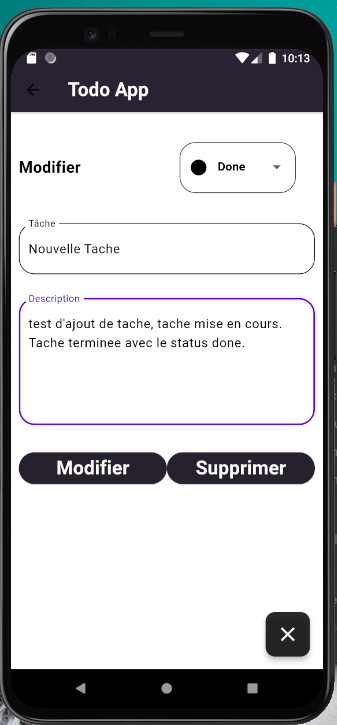 10:13
Todo App
Modifier
Done
Tâche
Nouvelle Tache
Description
test d'ajout de tache, tache mise en cours.
Tache terminee avec le status done.
Modifier
Supprimer